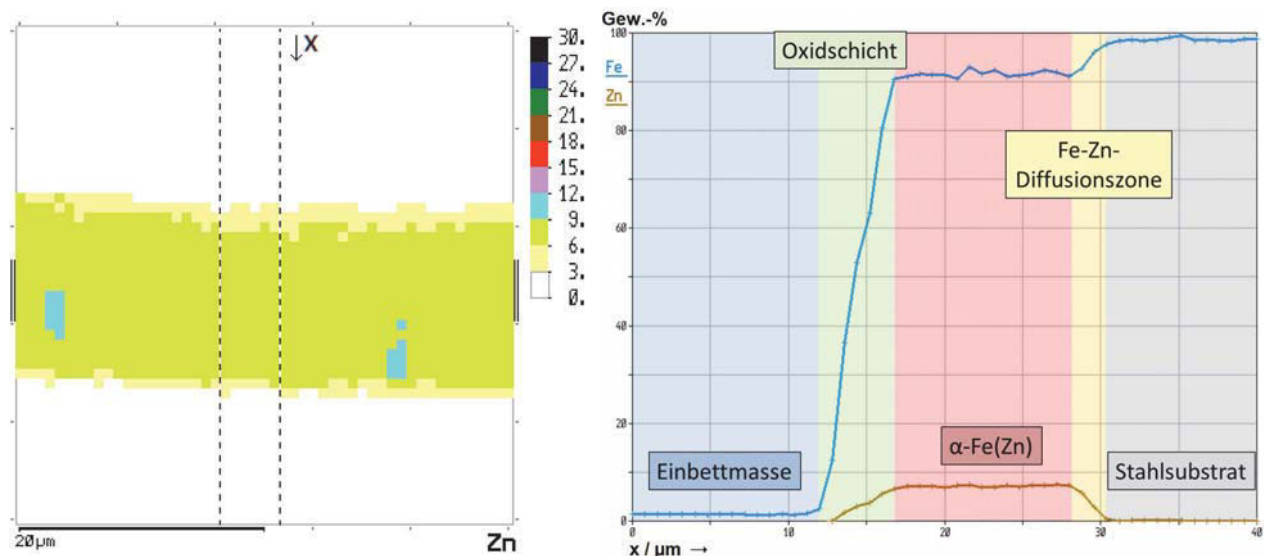 ↓X
30.
27.
24.
21.
18.
15.
12.
9.
6.
3.
0.
20µm
Zn
Gew.-%
100
80
60
40
20
0
Fe
Zn
Oxidschicht
Fe-Zn-
Diffusionszone
α-Fe(Zn)
Einbettmasse
Stahlsubstrat
0
10
20
30
40
x / µm →